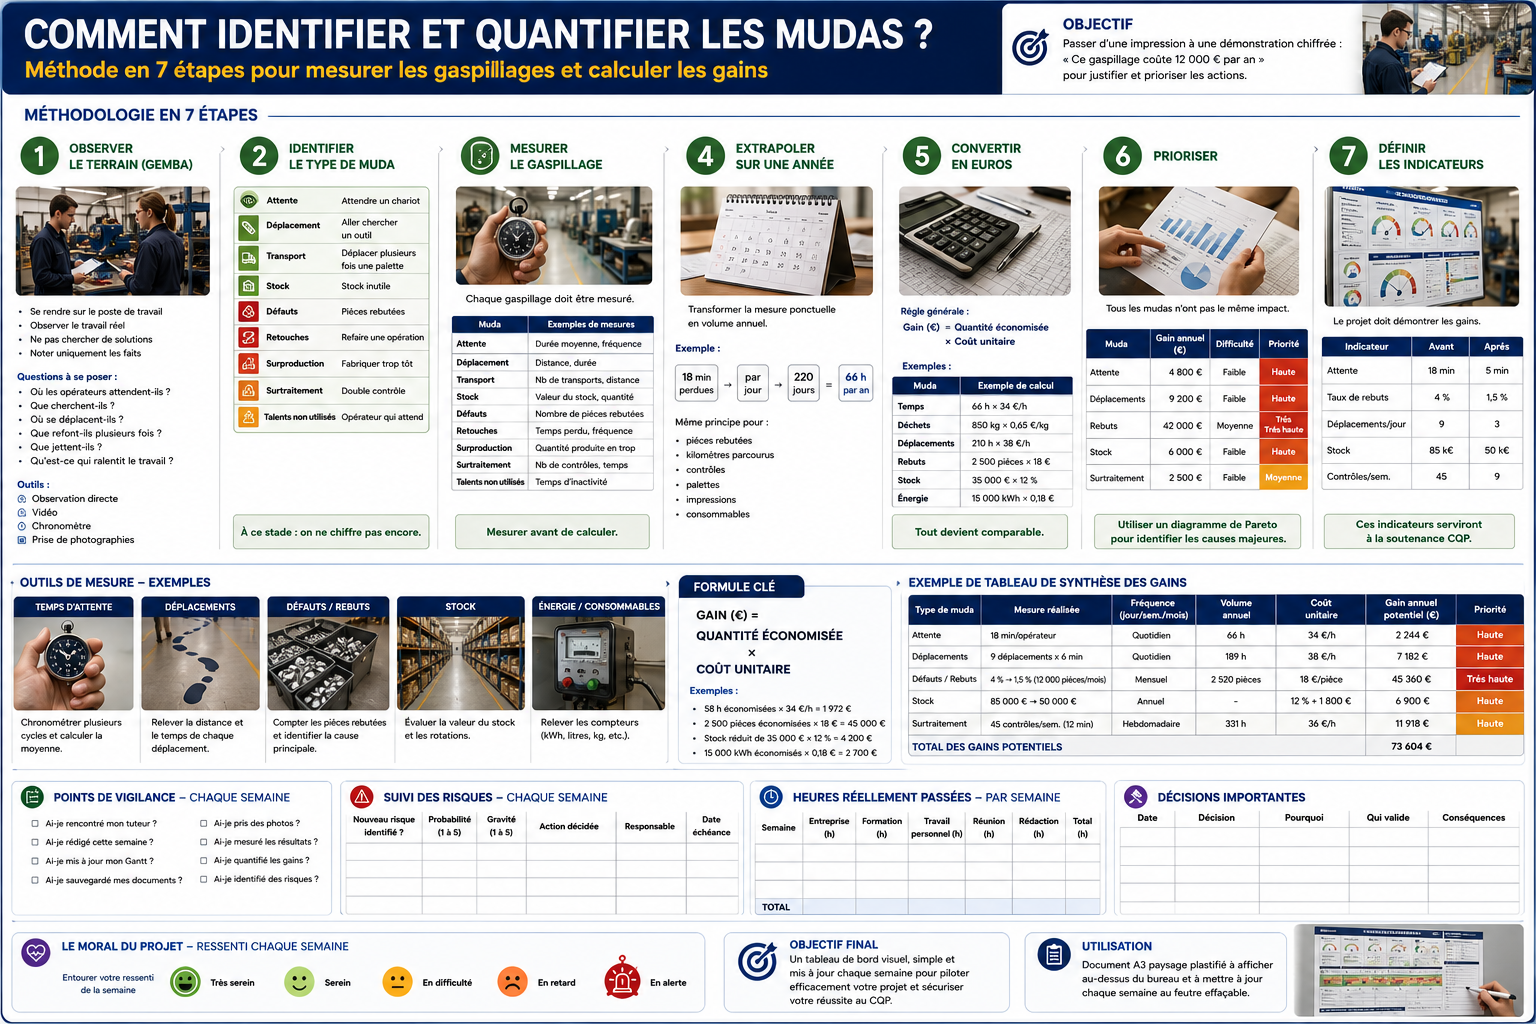 COMMENT IDENTIFIER ET QUANTIFIER LES MUDAS ?
Méthode en 7 étapes pour mesurer les gaspilliages et calculer les gains
OBJECTIF
Passer d'une impression à une démonstration chiffrée :
« Ce gaspillage coûte 12 000 € par an »
pour justifier et prioriser les actions.
MÉTHODOLOGIE EN 7 ÉTAPES
1
OBSERVER
LE TERRAIN (GEMBA)
• Se rendre sur le poste de travail
• Observer le travail réel
• Ne pas chercher de solutions
• Noter uniquement les faits
Questions à se poser :
• Où les opérateurs attendent-ils ?
• Que cherchent-ils ?
• Où se déplacent-ils ?
• Que refont-ils plusieurs fois ?
• Que jettent-ils ?
• Qu'est-ce qui ralentit le travail ?
Outils :
Observation directe
Vidéo
Chronomètre
Prise de photographies
2
IDENTIFIER
LE TYPE DE MUDA
Attente Attendre un chariot
Déplacement Aller chercher
un outil
Transport Déplacer plusieurs
fois une palette
Stock Stock inutile
Défauts Pièces rebutées
Retouches Refaire une opération
Surproduction Fabriquer trop tôt
Surtraitement Double contrôle
Talents non utilisés Opérateur qui attend
À ce stade : on ne chiffre pas encore.
MESURER
LE GASPILLAGE
Chaque gaspillage doit être mesuré.
Muda Exemples de mesures
Attente Durée moyenne, fréquence
Déplacement Distance, durée
Transport Nb de transports, distance
Stock Valeur du stock, quantité
Défauts Nombre de pièces rebutées
Retouches Temps perdu, fréquence
Surproduction Quantité produite en trop
Surtraitement Nb de contrôles, temps
Talents non utilisés Temps d'inactivité
Mesurer avant de calculer.
4
EXTRAPOLER
SUR UNE ANNÉE
Transformer la mesure ponctuelle
en volume annuel.
Exemple :
18 min perdues → par jour → 220 jours = 66 h par an
Même principe pour :
• piéces rebutées
• kilomètres parcourus
• contrôles
• palettes
• impressions
• consommables
5
CONVERTIR
EN EUROS
Règle générale :
Gain (€) = Quantité économisée
× Coût unitaire
Exemples :
Muda Exemple de calcul
Temps 66 h × 34 €/h
Déchets 850 kg × 0,65 €/kg
Déplacements 210 h × 38 €/h
Rebuts 2 500 pièces × 18 €
Stock 35 000 € × 12 %
Énergie 15 000 kWh × 0,18 €
Tout devient comparable.
6
PRIORISER
Tous les mudas n'ont pas le même impact.
Muda Gain annuel (€) Difficulté Priorité
Attente 4 800 € Faible Haute
Déplacements 9 200 € Faible Haute
Rebuts 42 000 € Moyenne Trés
Trés haute
Stock 6 000 € Faible Haute
Surtraitement 2 500 € Faible Moyenne
Utiliser un diagramme de Pareto
pour identifier les causes majeures.
7
DÉFINIR
LES INDICATEURS
Le projet doit démontrer les gains.
Indicateur Avant Aprés
Attente 18 min 5 min
Taux de rebuts 4 % 1,5 %
Déplacements/jour 9 3
Stock 85 k€ 50 k€
Contrôles/sem. 45 9
Ces indicateurs serviront
à la soutenance CQP.
OUTILS DE MESURE – EXEMPLES
TEMPS D'ATTENTE
Chronométrer plusieurs
cycles et calculer la
moyenne.
DÉPLACEMENTS
Relever la distance et
le temps de chaque
déplacement.
DÉFAUTS / REBUTS
Compter les piéces rebutées
et identifier la cause
principale.
STOCK
Évaluer la valeur du stock
et les rotations.
ÉNERGIE / CONSOMMABLES
Relever les compteurs
(kWh, litres, kg, etc.).
FORMULE CLÉ
GAIN (€) =
QUANTITÉ ÉCONOMISÉE
×
COÛT UNITAIRE
Exemples :
• 58 h économisées × 34 €/h = 1 972 €
• 2 500 pièces économisées × 18 € = 45 000 €
• Stock réduit de 35 000 € × 12 % = 4 200 €
• 15 000 kWh économisés × 0,18 € = 2 700 €
EXEMPLE DE TABLEAU DE SYNTHÈSE DES GAINS
Type de muda Mesure réalisée Fréquence (jour/sem./mois) Volume annuel Coût unitaire Gain annuel potentiel (€) Priorité
Attente 18 min/opérateur Quotidien 66 h 34 €/h 2 244 € Haute
Déplacements 9 déplacements x 6 min Quotidien 189 h 38 €/h 7 182 € Haute
Défauts / Rebuts 4 % → 1,5 % (12 000 piéces/mois) Mensuel 2 520 pièces 18 €/pièce 45 360 € Trés haute
Stock 85 000 € → 50 000 € Annuel - 12 % + 1 800 € 6 900 € Haute
Surtraitement 45 contrôles/sem. (12 min) Hebdomadaire 331 h 36 €/h 11 918 € Haute
TOTAL DES GAINS POTENTIELS 73 604 €
POINTS DE VIGILANCE – CHAQUE SEMAINE
☐ Ai-je rencontré mon tuteur ?
☐ Ai-je rédigé cette semaine ?
☐ Ai-je mis à jour mon Gantt ?
☐ Ai-je sauvegardé mes documents ?
☐ Ai-je pris des photos ?
☐ Ai-je mesuré les résultats ?
☐ Ai-je quantifié les gains ?
☐ Ai-je identifié des risques ?
SUIVI DES RISQUES – CHAQUE SEMAINE
Nouveau risque identifié ? Probabilité (1 à 5) Gravité (1 à 5) Action décidée Responsable Date échéance
HEURES RÉELLEMENT PASSÉES – PAR SEMAINE
Semaine Entreprise (h) Formation (h) Travail personnel (h) Réunion (h) Rédaction (h) Total (h)
TOTAL
DÉCISIONS IMPORTANTES
Date Décision Pourquoi Qui valide Conséquences
LE MORAL DU PROJET – RESSENTI CHAQUE SEMAINE
Entourer votre ressenti
de la semaine
Très serein
Serein
En difficulté
En retard
En alerte
OBJECTIF FINAL
Un tableau de bord visuel, simple et
mis à jour chaque semaine pour piloter
efficacement votre projet et sécuriser
votre réussite au CQP.
UTILISATION
Document A3 paysage plastifié à afficher
au-dessus du bureau et à mettre à jour
chaque semaine au feutre effaçable.